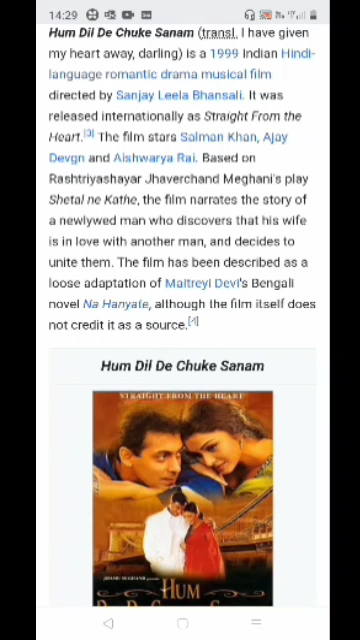 14:29
Hum Dil De Chuke Sanam (transl. I have given
my heart away, darling) is a 1999 Indian Hindi-
language romantic drama musical film
directed by Sanjay Leela Bhansali. It was
released internationally as Straight From the
Heart.[3] The film stars Salman Khan, Ajay
Devgn and Aishwarya Rai. Based on
Rashtriyashayar Jhaverchand Meghani's play
Shetal ne Kathe, the film narrates the story of
a newlywed man who discovers that his wife
is in love with another man, and decides to
unite them. The film has been described as a
loose adaptation of Maitreyi Devi's Bengali
novel Na Hanyate, although the film itself does
not credit it as a source.[4]
Hum Dil De Chuke Sanam
STRAIGHT FROM THE HEART
HUM